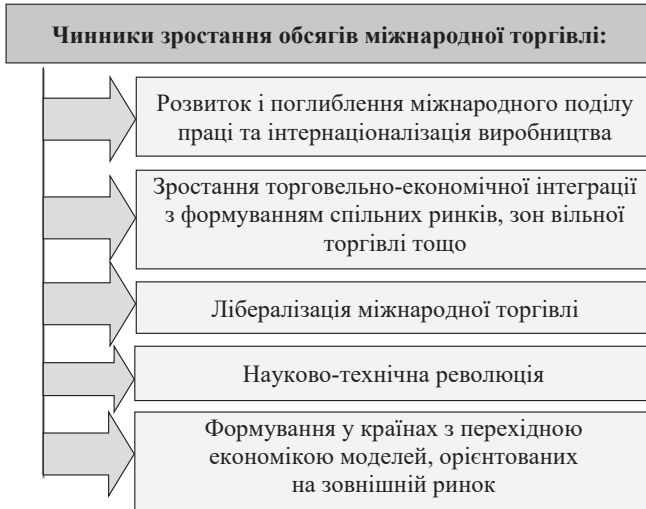 Чинники зростання обсягів міжнародної торгівлі:
Розвиток і поглиблення міжнародного поділу
праці та інтернаціоналізація виробництва
Зростання торговельно-економічної інтеграції
з формуванням спільних ринків, зон вільної
торгівлі тощо
Лібералізація міжнародної торгівлі
Науково-технічна революція
Формування у країнах з перехідною
економікою моделей, орієнтованих
на зовнішній ринок